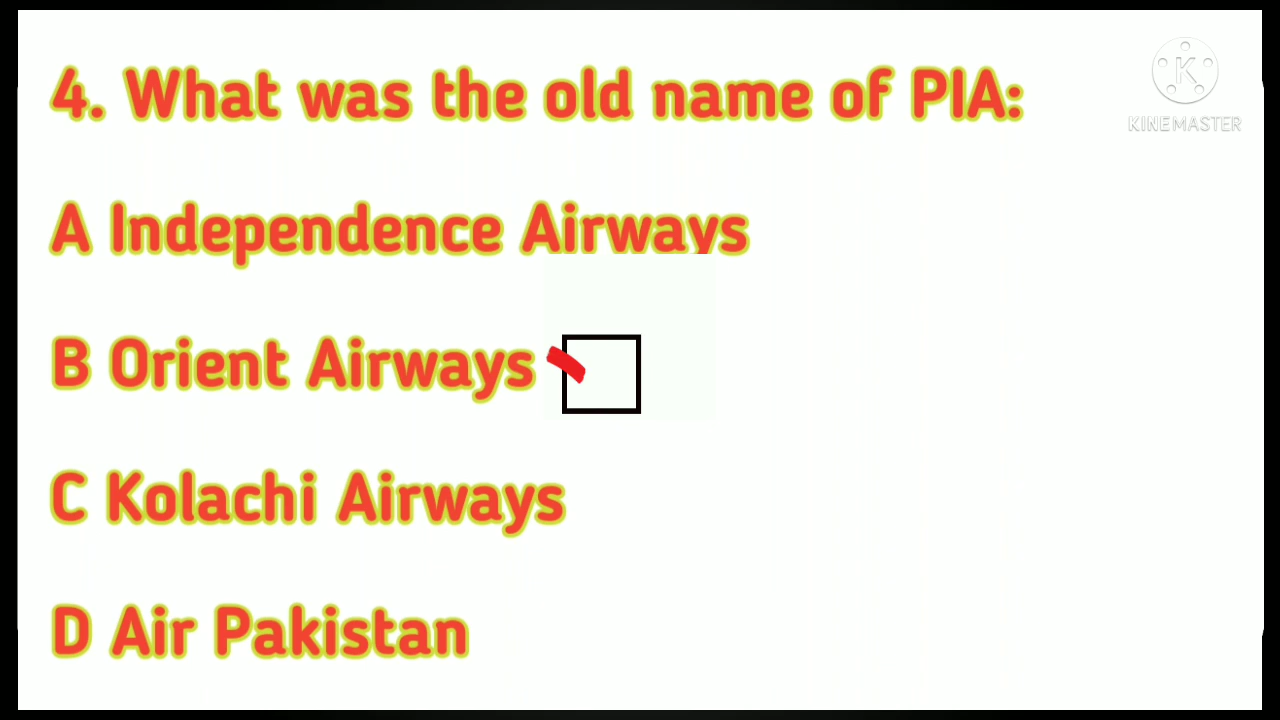 4. What was the old name of PIA:
KINEMASTER
A Independence Airways
B Orient Airways
C Kolachi Airways
D Air Pakistan